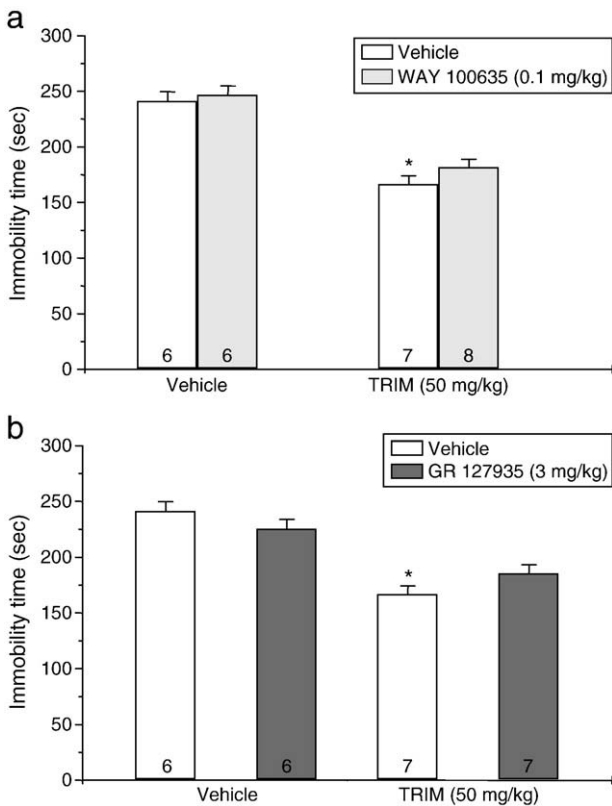 a
Vehicle
WAY 100635 (0.1 mg/kg)
300
250
200
150
100
50
0
Immobility time (sec)
*
6
6
7
8
Vehicle
TRIM (50 mg/kg)
b
Vehicle
GR 127935 (3 mg/kg)
300
250
200
150
100
50
0
Immobility time (sec)
*
6
6
7
7
Vehicle
TRIM (50 mg/kg)